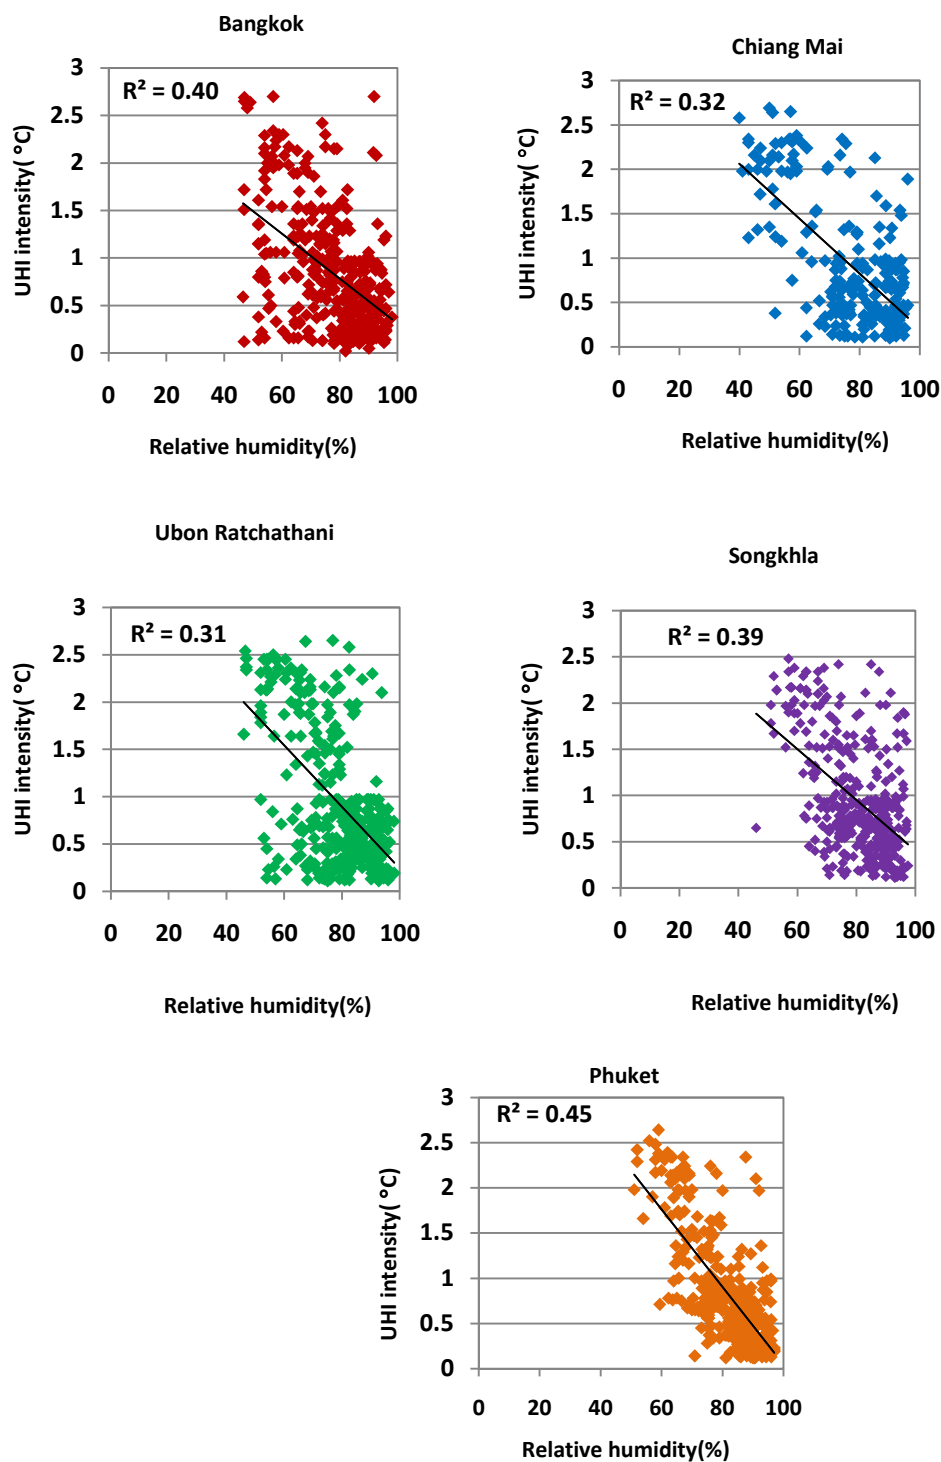 Bangkok
R² = 0.40
UHI intensity( °C)
3
2.5
2
1.5
1
0.5
0
0 20 40 60 80 100
Relative humidity(%)
Chiang Mai
R² = 0.32
UHI intensity( °C)
3
2.5
2
1.5
1
0.5
0
0 20 40 60 80 100
Relative humidity(%)
Ubon Ratchathani
R² = 0.31
UHI intensity( °C)
3
2.5
2
1.5
1
0.5
0
0 20 40 60 80 100
Relative humidity(%)
Songkhla
R² = 0.39
UHI intensity( °C)
3
2.5
2
1.5
1
0.5
0
0 20 40 60 80 100
Relative humidity(%)
Phuket
R² = 0.45
UHI intensity( °C)
3
2.5
2
1.5
1
0.5
0
0 20 40 60 80 100
Relative humidity(%)